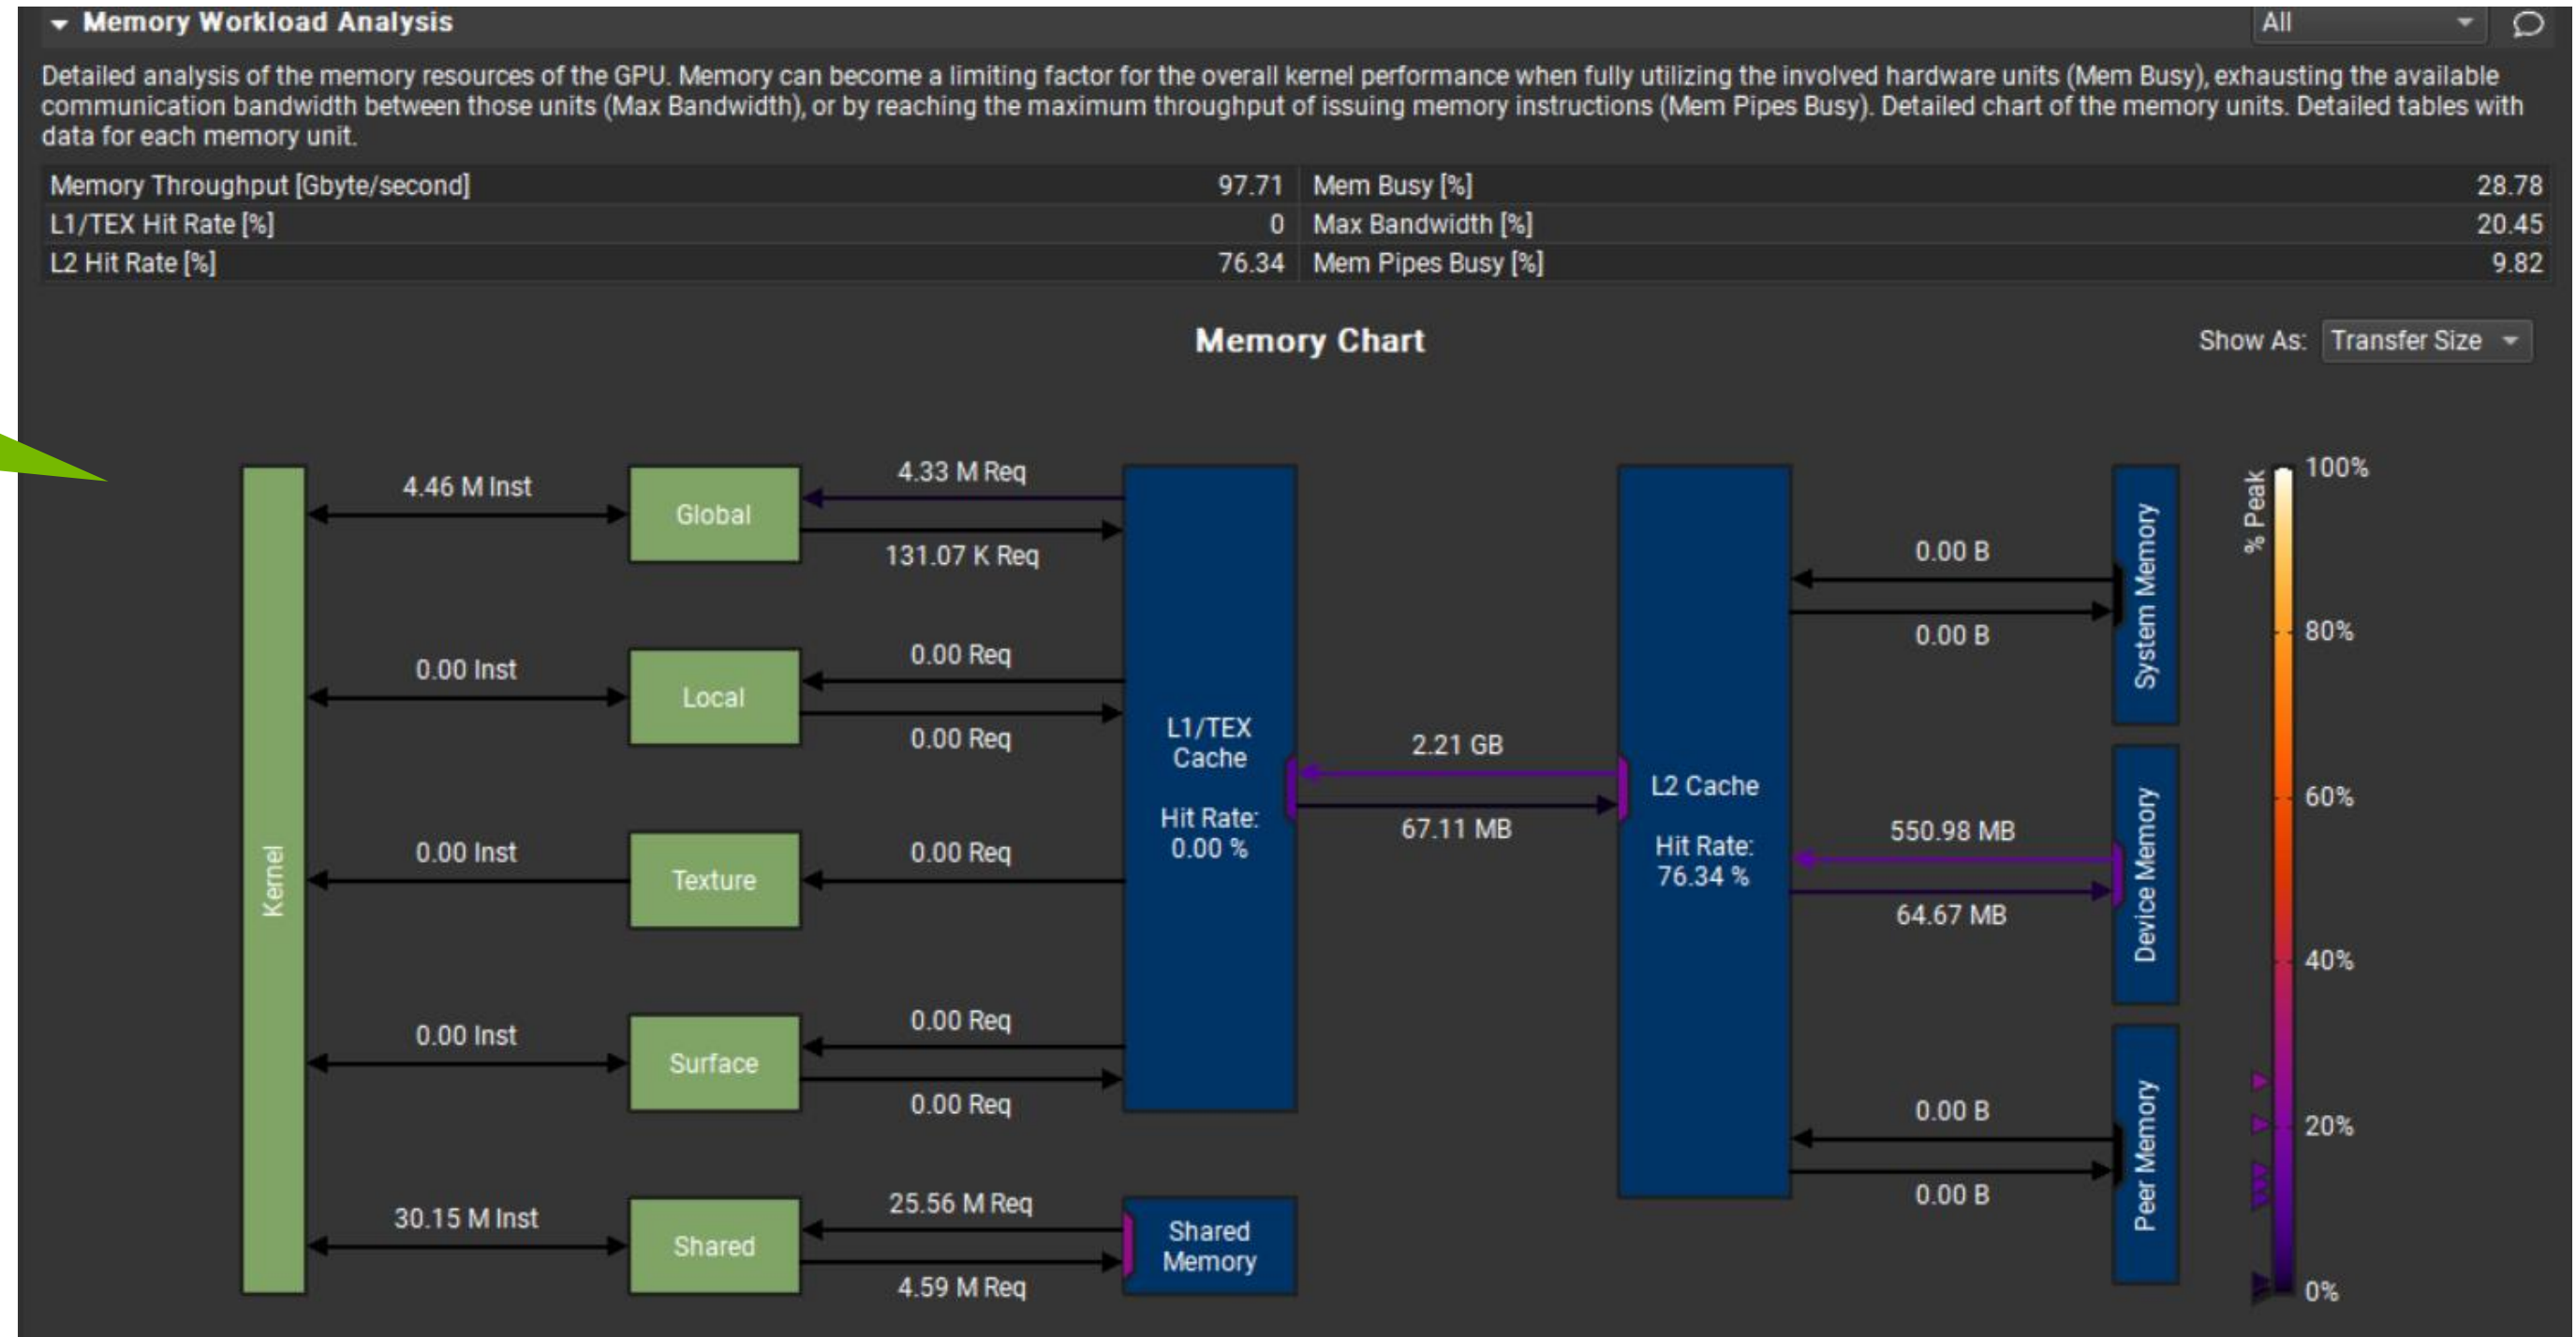 Memory Workload Analysis
All
Detailed analysis of the memory resources of the GPU. Memory can become a limiting factor for the overall kernel performance when fully utilizing the involved hardware units (Mem Busy), exhausting the available
communication bandwidth between those units (Max Bandwidth), or by reaching the maximum throughput of issuing memory instructions (Mem Pipes Busy). Detailed chart of the memory units. Detailed tables with
data for each memory unit.
Memory Throughput [Gbyte/second] 97.71 Mem Busy [%] 28.78
L1/TEX Hit Rate [%] 0 Max Bandwidth [%] 20.45
L2 Hit Rate [%] 76.34 Mem Pipes Busy [%] 9.82
Memory Chart
Show As: Transfer Size
Kernel
4.46 M Inst
Global
4.33 M Req
131.07 K Req
0.00 Inst
Local
0.00 Req
0.00 Req
0.00 Inst
Texture
0.00 Req
0.00 Inst
Surface
0.00 Req
0.00 Req
30.15 M Inst
Shared
25.56 M Req
4.59 M Req
L1/TEX
Cache
Hit Rate:
0.00 %
Shared
Memory
2.21 GB
67.11 MB
L2 Cache
Hit Rate:
76.34 %
0.00 B
0.00 B
System Memory
550.98 MB
64.67 MB
Device Memory
0.00 B
0.00 B
Peer Memory
% Peak
100%
80%
60%
40%
20%
0%